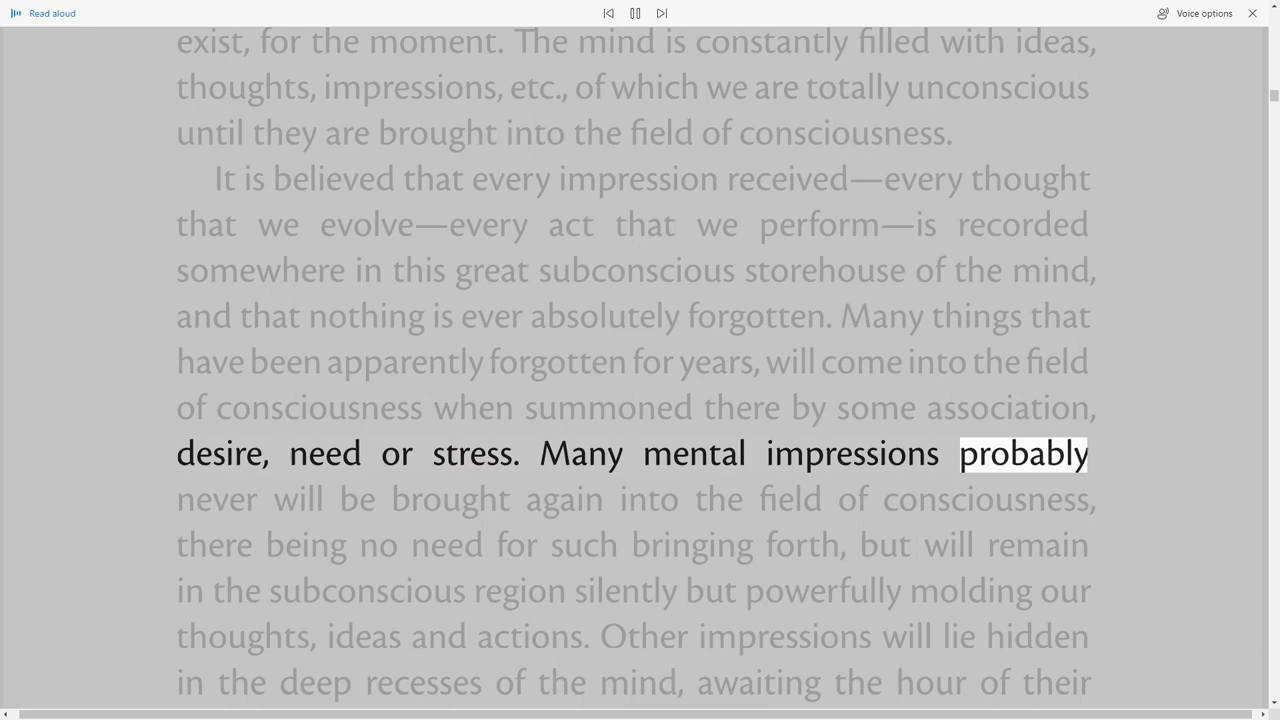 Read aloud
Voice options
exist, for the moment. The mind is constantly filled with ideas,
thoughts, impressions, etc., of which we are totally unconscious
until they are brought into the field of consciousness.
It is believed that every impression received—every thought
that we evolve—every act that we perform—is recorded
somewhere in this great subconscious storehouse of the mind,
and that nothing is ever absolutely forgotten. Many things that
have been apparently forgotten for years, will come into the field
of consciousness when summoned there by some association,
desire, need or stress. Many mental impressions probably
never will be brought again into the field of consciousness,
there being no need for such bringing forth, but will remain
in the subconscious region silently but powerfully molding our
thoughts, ideas and actions. Other impressions will lie hidden
in the deep recesses of the mind, awaiting the hour of their